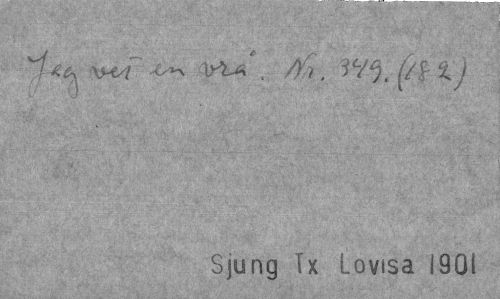 Jag vet en vrå. Nr. 349. (182)
Sjung Tx Lovisa 1901